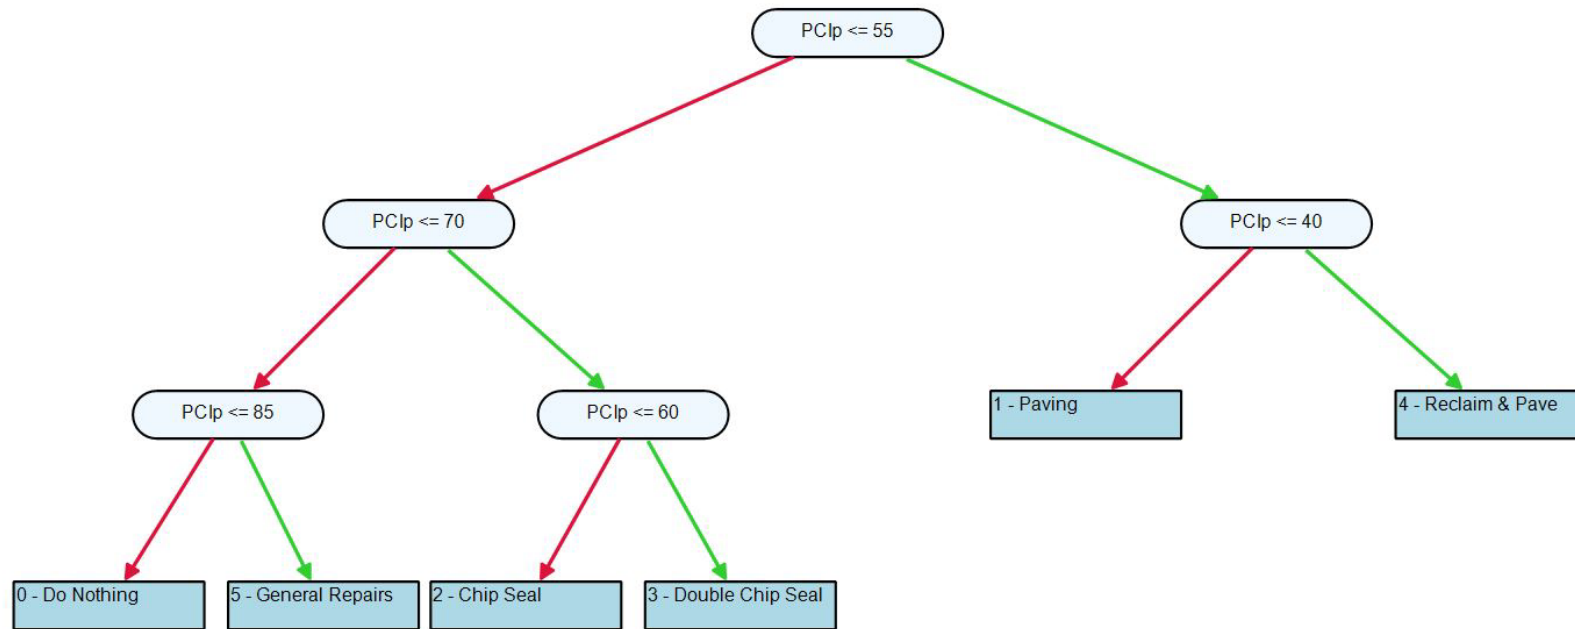 PCIp <= 55
PCIp <= 70
PCIp <= 40
PCIp <= 85
PCIp <= 60
1 - Paving
4 - Reclaim & Pave
0 - Do Nothing
5 - General Repairs
2 - Chip Seal
3 - Double Chip Seal